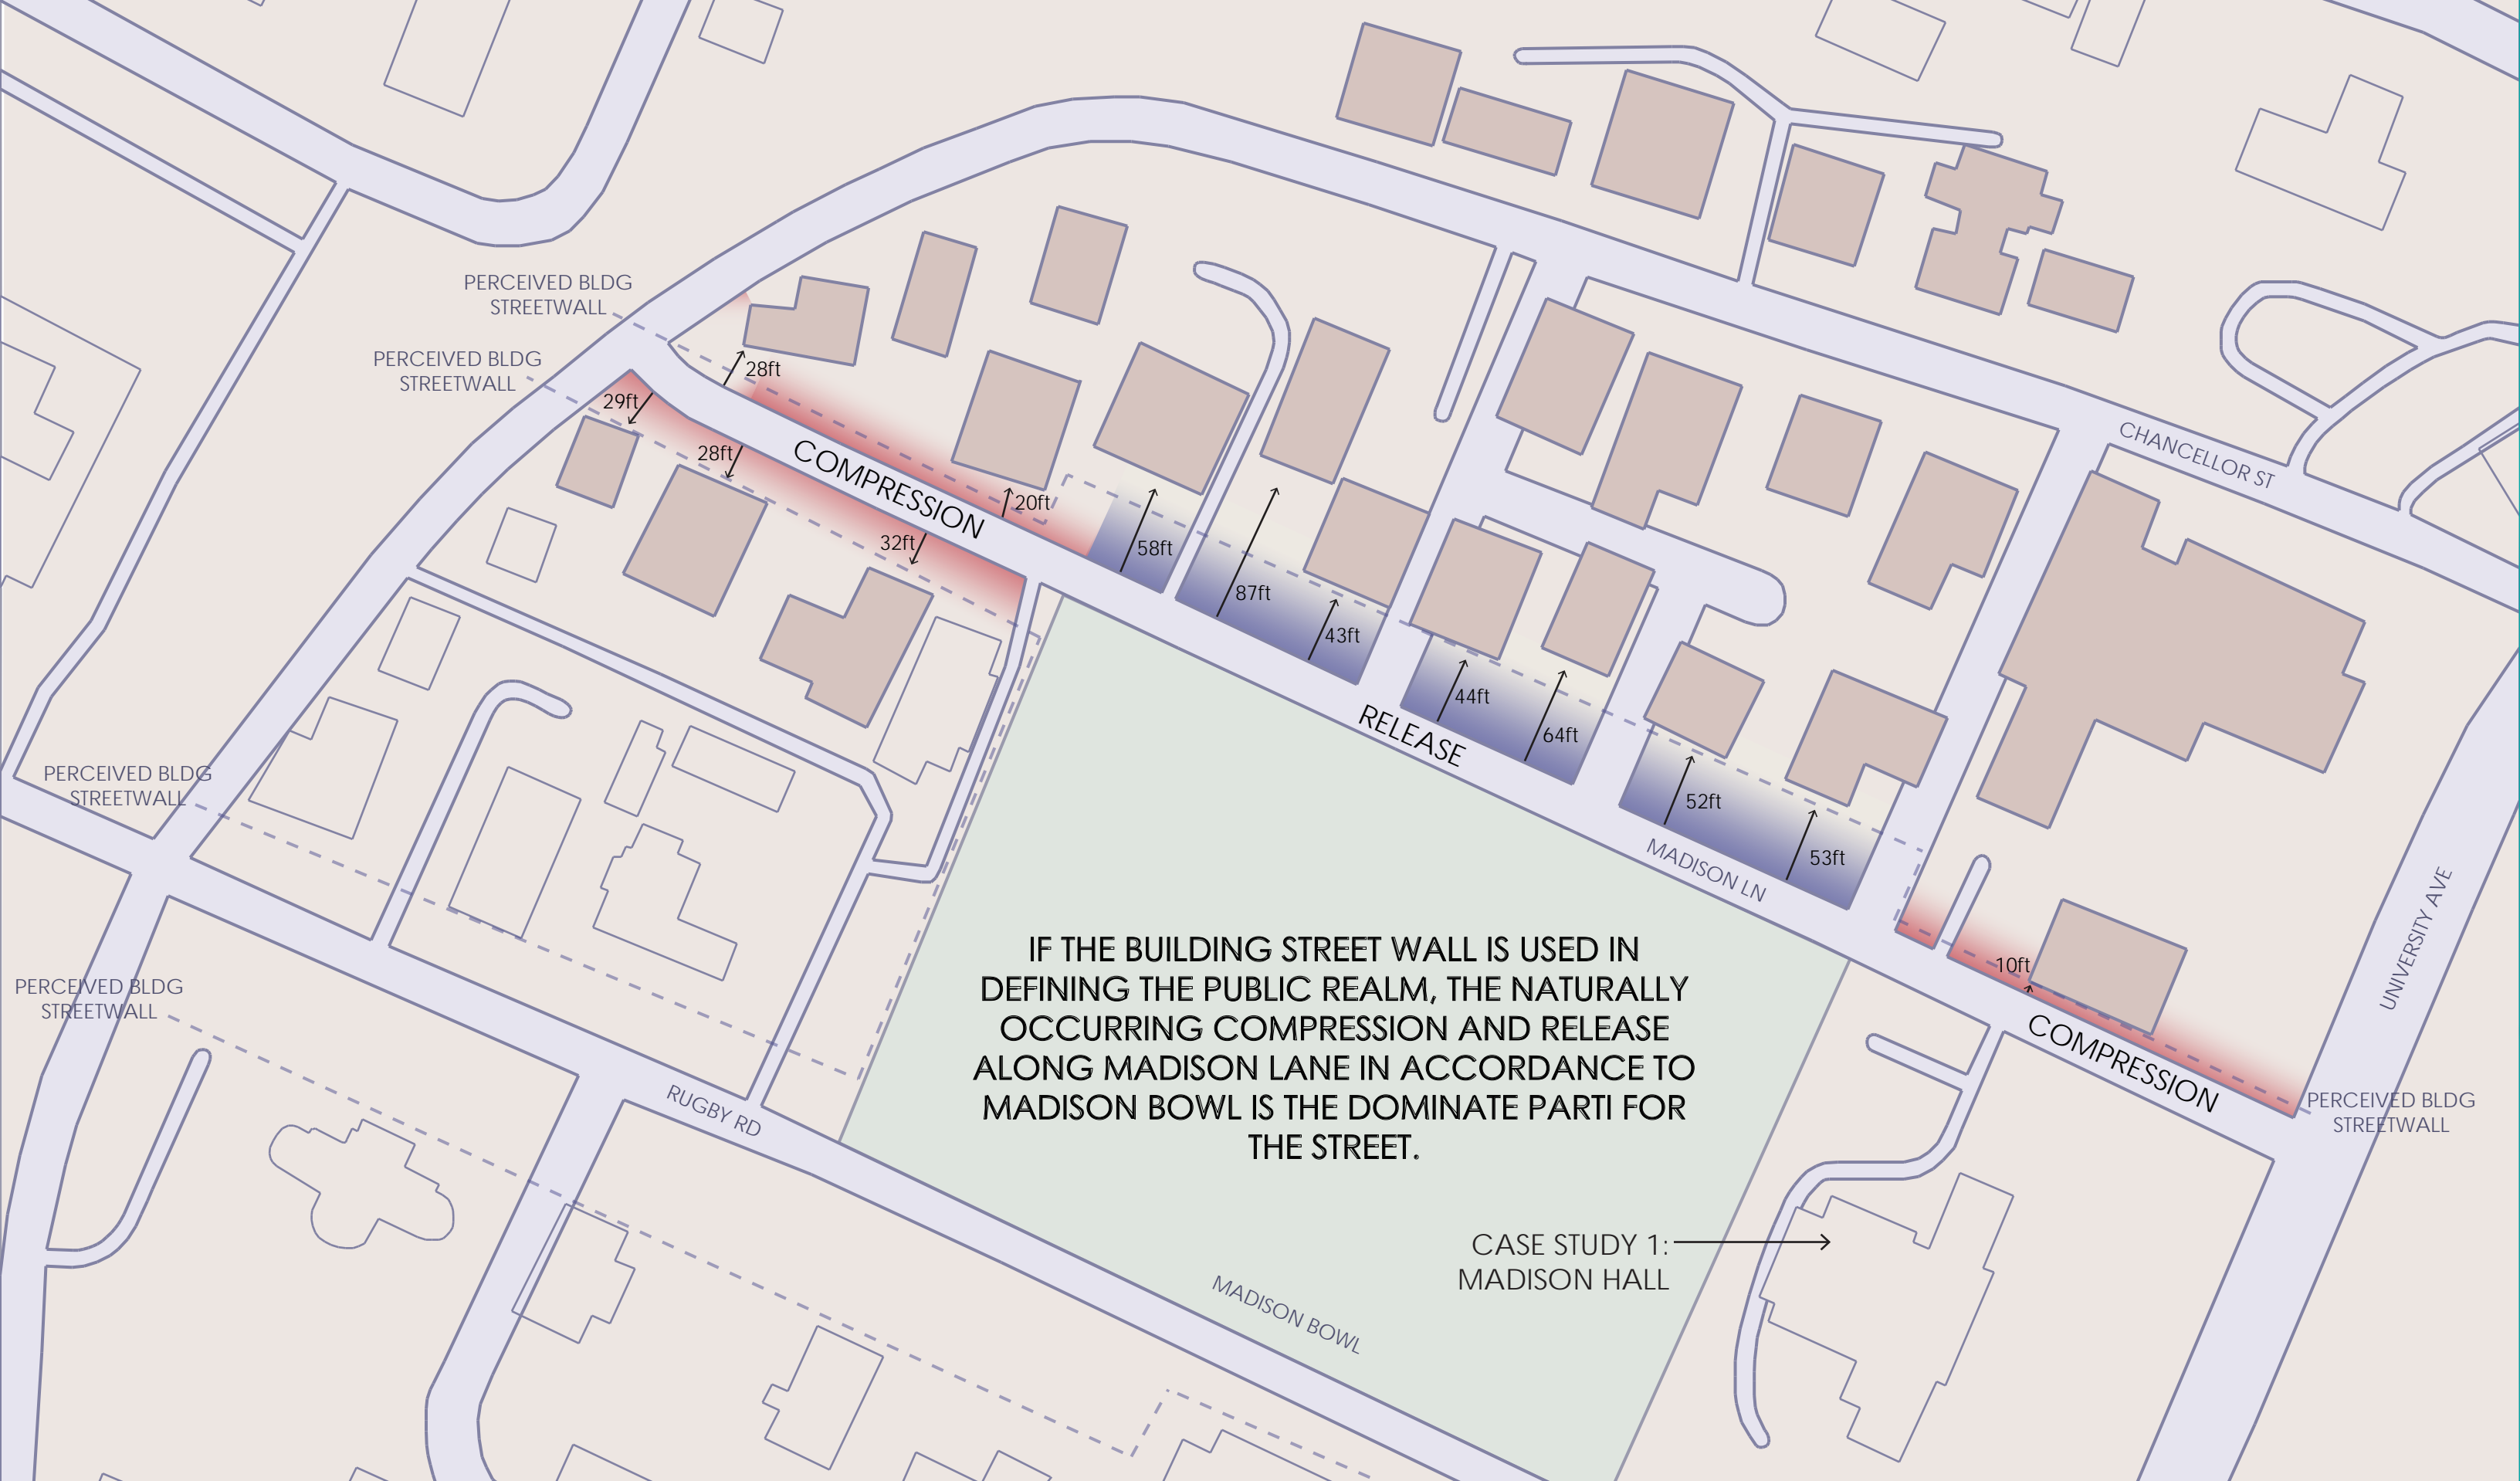 PERCEIVED BLDG
STREETWALL
PERCEIVED BLDG
STREETWALL
28ft
29ft
28ft
COMPRESSION
20ft
32ft
58ft
87ft
43ft
44ft
64ft
RELEASE
52ft
53ft
MADISON LN
CHANCELLOR ST
UNIVERSITY AVE
10ft
COMPRESSION
PERCEIVED BLDG
STREETWALL
PERCEIVED BLDG
STREETWALL
PERCEIVED BLDG
STREETWALL
RUGBY RD
IF THE BUILDING STREET WALL IS USED IN
DEFINING THE PUBLIC REALM, THE NATURALLY
OCCURRING COMPRESSION AND RELEASE
ALONG MADISON LANE IN ACCORDANCE TO
MADISON BOWL IS THE DOMINATE PARTI FOR
THE STREET.
CASE STUDY 1:
MADISON HALL
MADISON BOWL